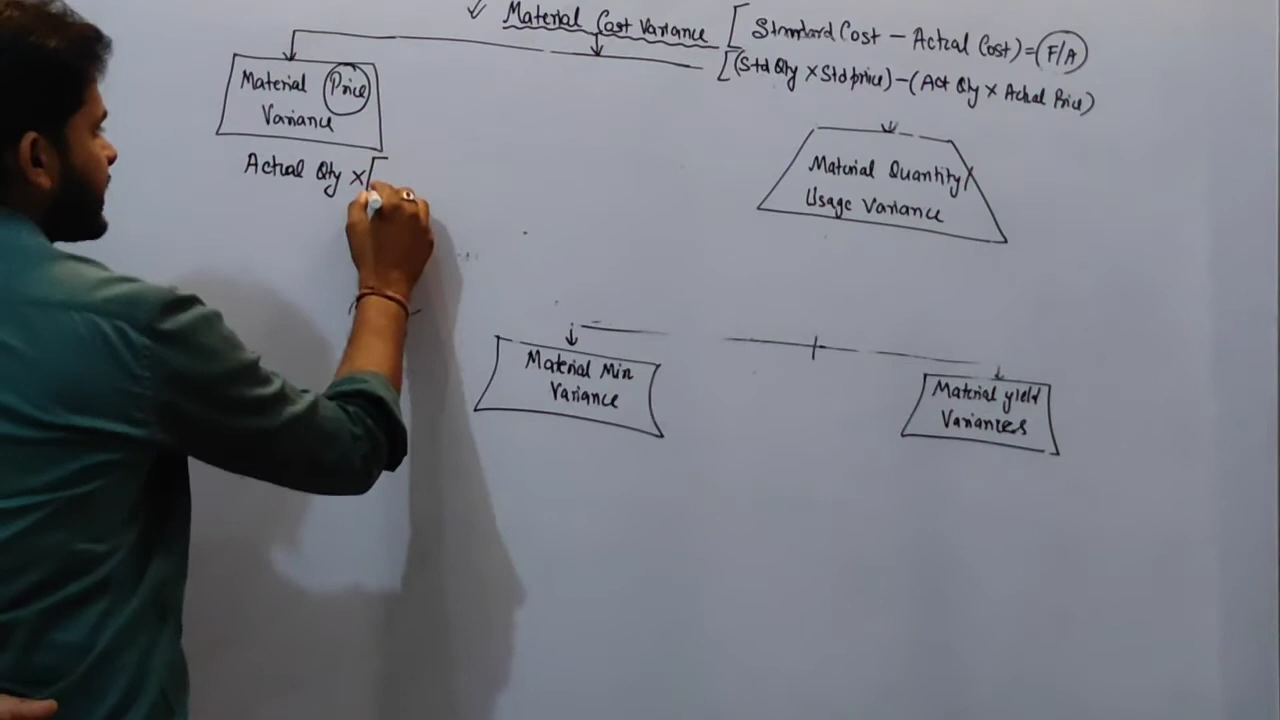 ✓ Material Cost Variance [ Standard Cost - Actual Cost) = (F/A)
[(Std Qty × Std price) - (Act Qty × Actual Price)
Material Price
Variance
Actual Qty × [
Material Quantity/
Usage Variance
Material Mix
Variance
Material yield
Variances